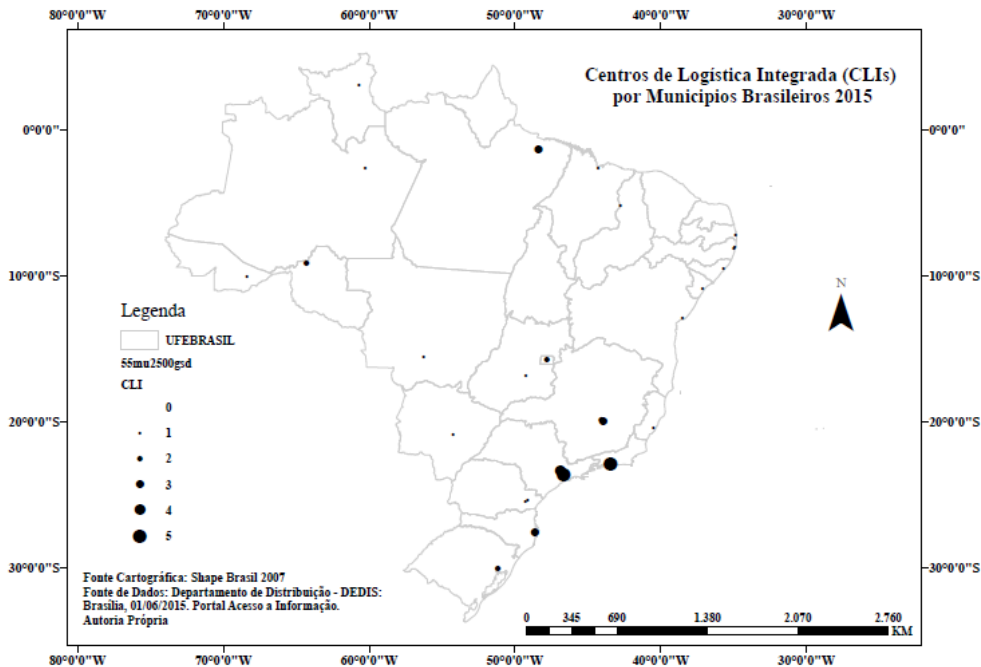 80°0'0"W 70°0'0"W 60°0'0"W 50°0'0"W 40°0'0"W 30°0'0"W
Centros de Logística Integrada (CLIs)
por Municipios Brasileiros 2015
0°0'0" 0°0'0"
10°0'0"S 10°0'0"S
N
Legenda
UFEBRASIL
55mu2500gsd
CLI
0
1
20°0'0"S 20°0'0"S
2
3
4
5
30°0'0"S 30°0'0"S
Fonte Cartográfica: Shape Brasil 2007
Fonte de Dados: Departamento de Distribuição - DEDIS:
Brasília, 01/06/2015. Portal Acesso a Informação.
Autoria Própria
0 345 690 1.380 2.070 2.760
KM
80°0'0"W 70°0'0"W 60°0'0"W 50°0'0"W 40°0'0"W 30°0'0"W